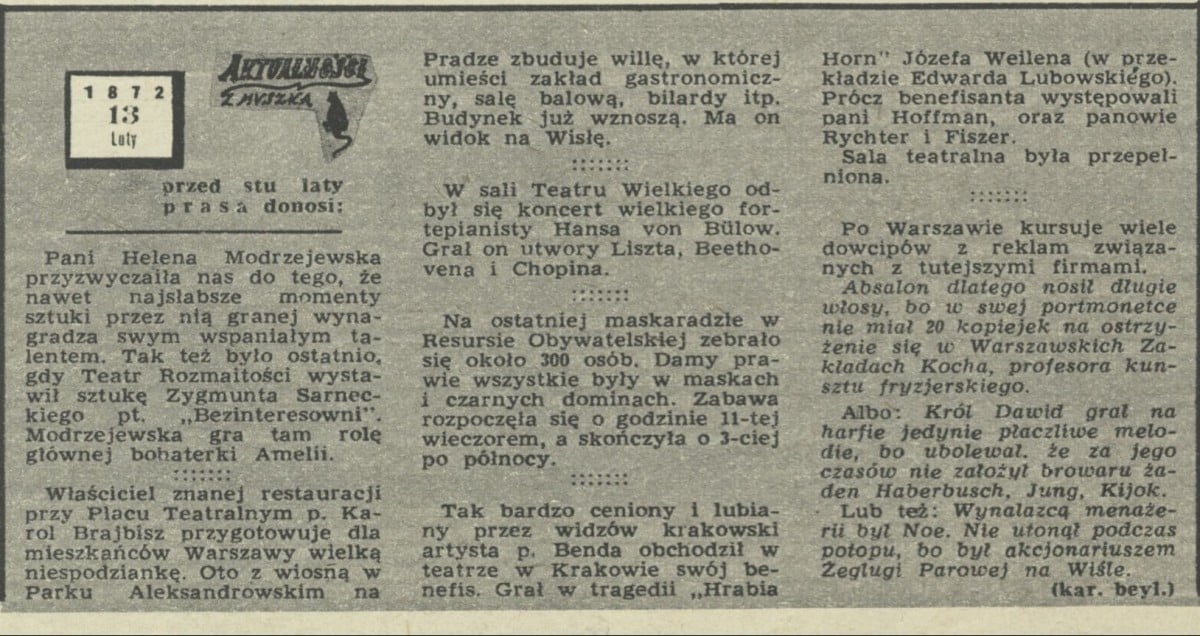 1 8 7 2
13
Luty
AKTUALNOŚCI
Z MYSZKĄ
przed stu laty
prasa donosi:
Pani Helena Modrzejewska
przyzwyczaiła nas do tego, że
nawet najsłabsze momenty
sztuki przez nią granej wyna-
gradza swym wspaniałym ta-
lentem. Tak też było ostatnio,
gdy Teatr Rozmaitości wysta-
wił sztukę Zygmunta Sarnec-
kiego pt. „Bezinteresowni”.
Modrzejewska gra tam rolę
głównej bohaterki Amelii.
Właściciel znanej restauracji
przy Placu Teatralnym p. Ka-
rol Brajbisz przygotowuje dla
mieszkańców Warszawy wielką
niespodziankę. Oto z wiosną w
Parku Aleksandrowskim na
Pradze zbuduje willę, w której
umieści zakład gastronomicz-
ny, salę balową, bilardy itp.
Budynek już wznoszą. Ma on
widok na Wisłę.
W sali Teatru Wielkiego od-
był się koncert wielkiego for-
tepianisty Hansa von Bülow.
Grał on utwory Liszta, Beetho-
vena i Chopina.
Na ostatniej maskaradzie w
Resursie Obywatelskiej zebrało
się około 300 osób. Damy pra-
wie wszystkie były w maskach
i czarnych dominach. Zabawa
rozpoczęła się o godzinie 11-tej
wieczorem, a skończyła o 3-ciej
po północy.
Tak bardzo ceniony i lubia-
ny przez widzów krakowski
artysta p. Benda obchodził w
teatrze w Krakowie swój be-
nefis. Grał w tragedii „Hrabia
Horn” Józefa Weilena (w prze-
kładzie Edwarda Lubowskiego).
Prócz benefisanta występowali
pani Hoffman, oraz panowie
Rychter i Fiszer.
Sala teatralna była przepeł-
niona.
Po Warszawie kursuje wiele
dowcipów z reklam związa-
nych z tutejszymi firmami.
Absalon dlatego nosił długie
włosy, bo w swej portmonetce
nie miał 20 kopiejek na ostrzy-
żenie się w Warszawskich Za-
kładach Kocha, profesora kun-
sztu fryzjerskiego.
Albo: Król Dawid grał na
harfie jedynie płaczliwe melo-
die, bo ubolewał, że za jego
czasów nie założył browaru ża-
den Haberbusch, Jung, Kijok.
Lub też: Wynalazcą menaże-
rii był Noe. Nie utonął podczas
potopu, bo był akcjonariuszem
Żeglugi Parowej na Wiśle.
(kar. beyl.)